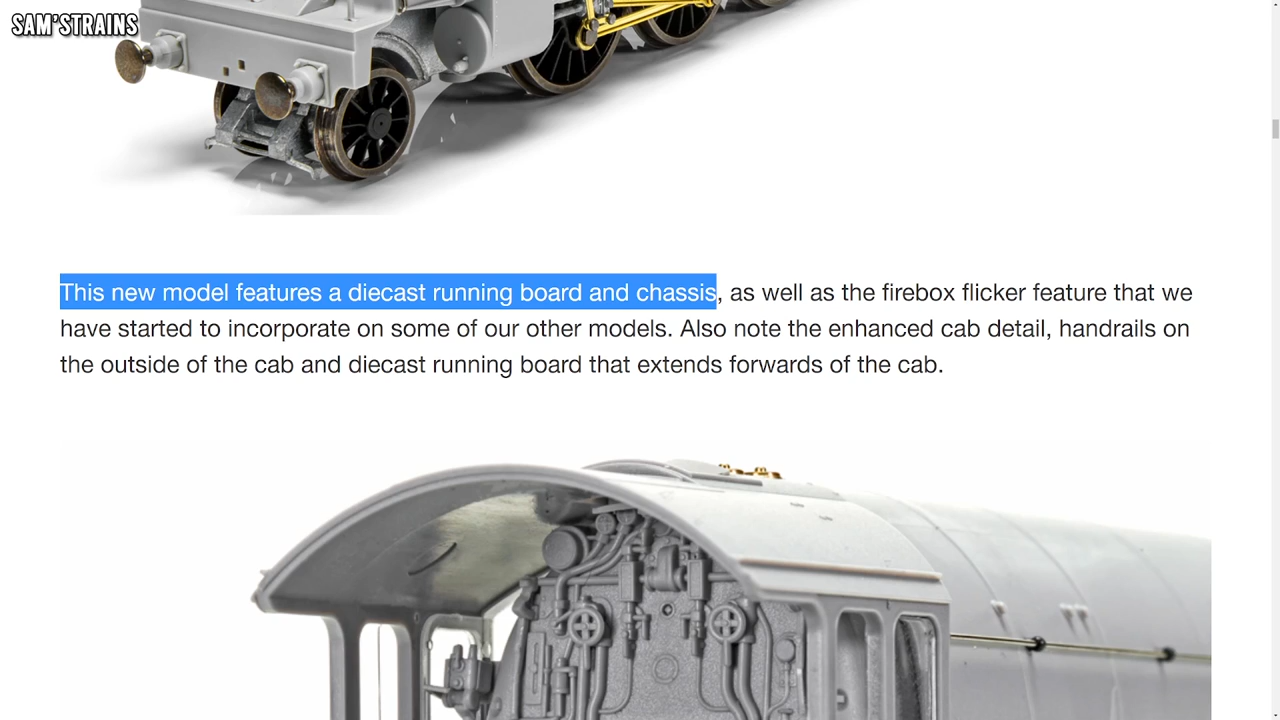 SAM'STRAINS
This new model features a diecast running board and chassis, as well as the firebox flicker feature that we
have started to incorporate on some of our other models. Also note the enhanced cab detail, handrails on
the outside of the cab and diecast running board that extends forwards of the cab.